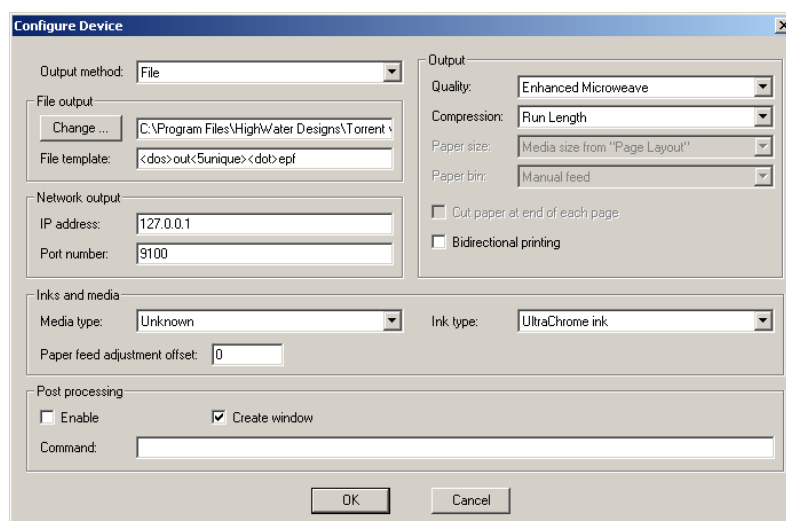 Configure Device
Output method: File
File output
Change ... C:\Program Files\HighWater Designs\Torrent v
File template: <dos>out<5unique><dot>epf
Network output
IP address: 127.0.0.1
Port number: 9100
Output
Quality: Enhanced Microweave
Compression: Run Length
Paper size: Media size from "Page Layout"
Paper bin: Manual feed
Cut paper at end of each page
Bidirectional printing
Inks and media
Media type: Unknown
Ink type: UltraChrome ink
Paper feed adjustment offset: 0
Post processing
Enable
Create window
Command:
OK
Cancel